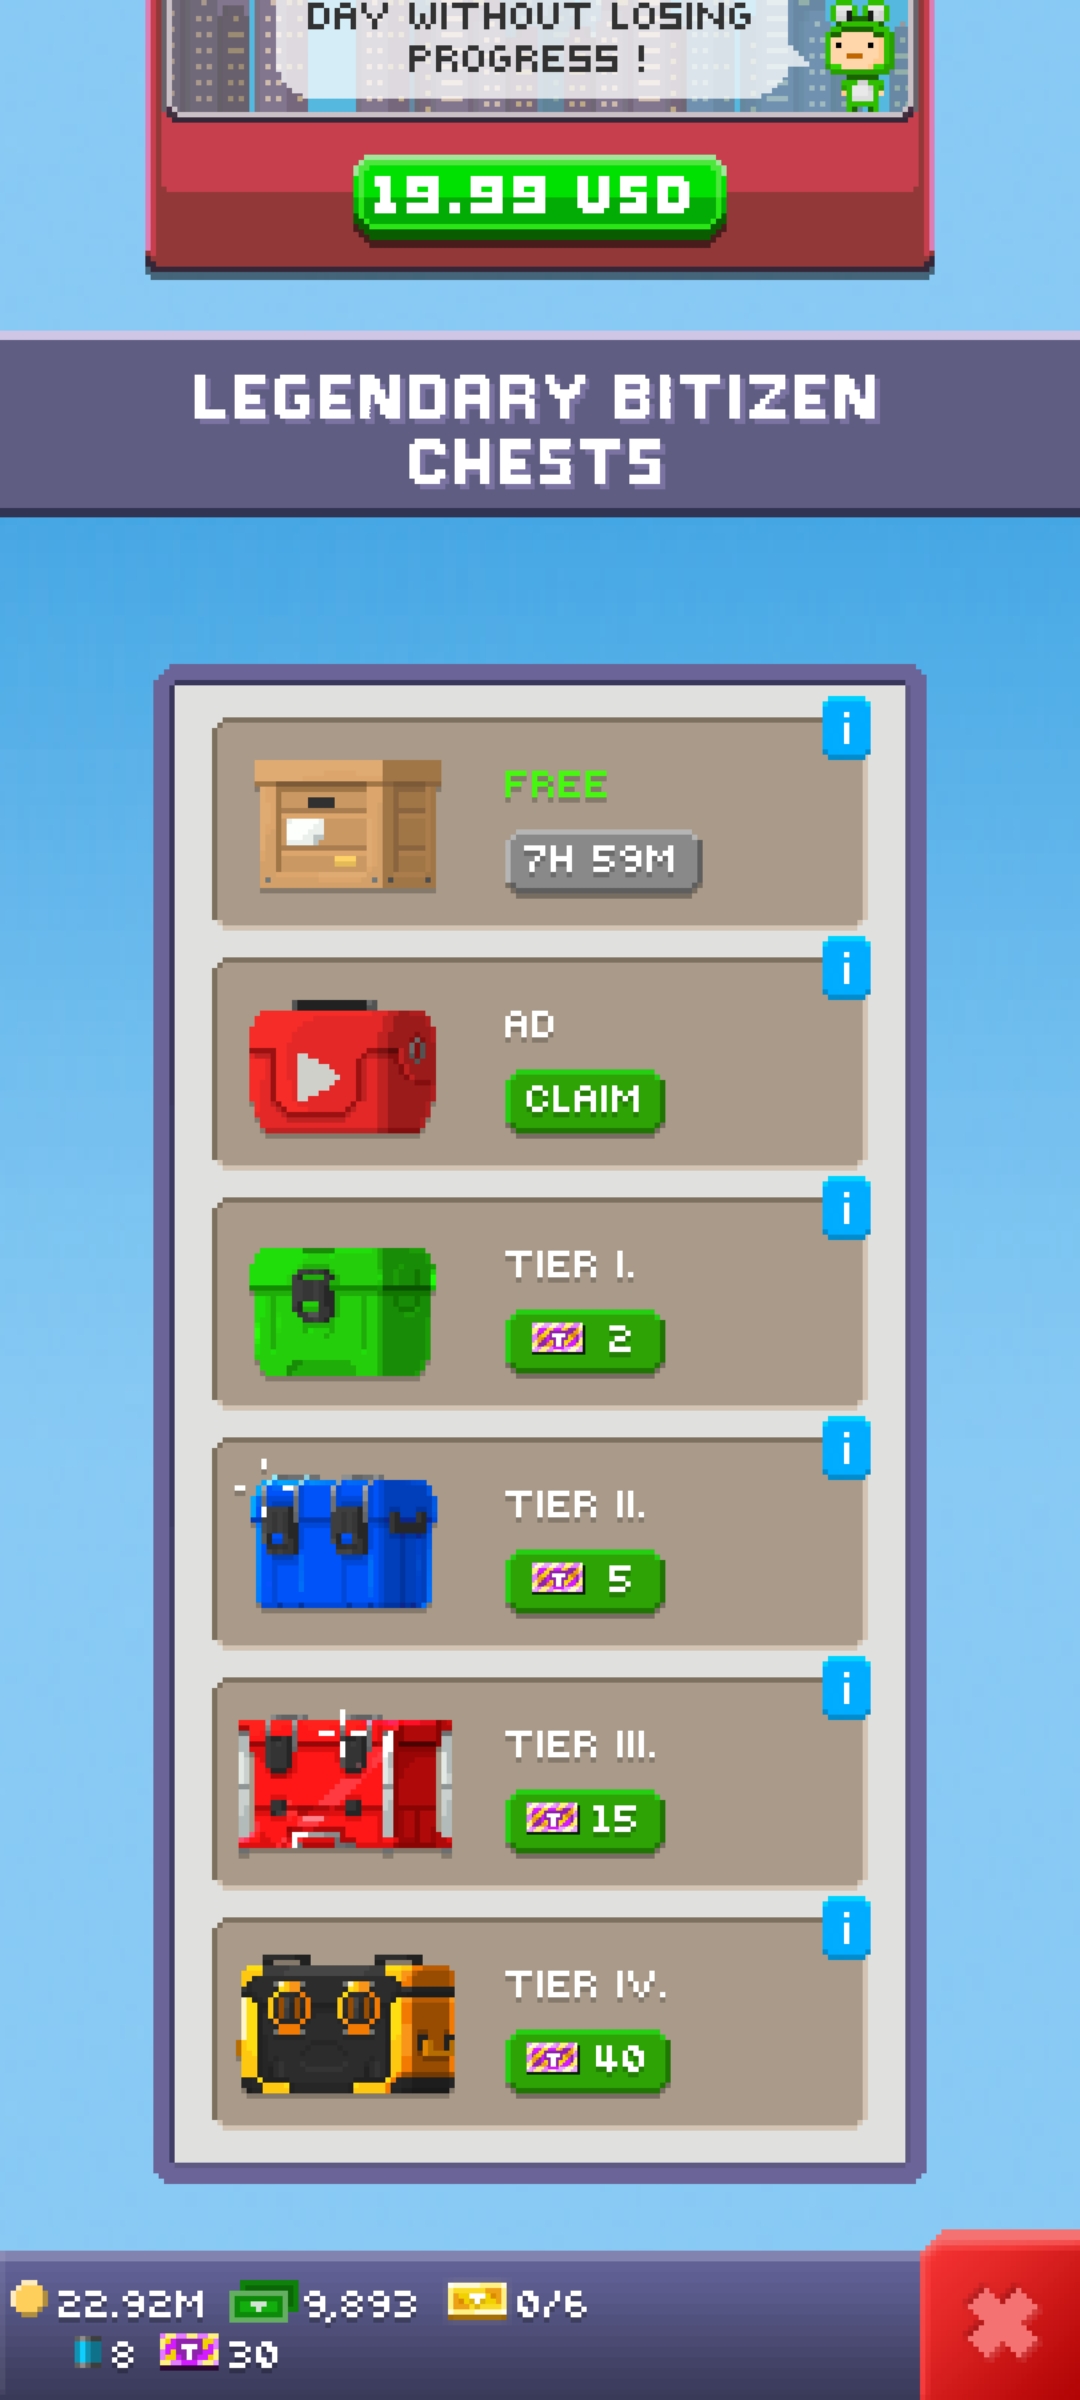 DAY WITHOUT LOSING
PROGRESS !
19.99 USD
LEGENDARY BITIZEN
CHESTS
i
FREE
7H 59M
i
AD
CLAIM
i
TIER I.
T 2
i
TIER II.
T 5
i
TIER III.
T 15
i
TIER IV.
T 40
22.92M 9,893 0/6
8 T 30